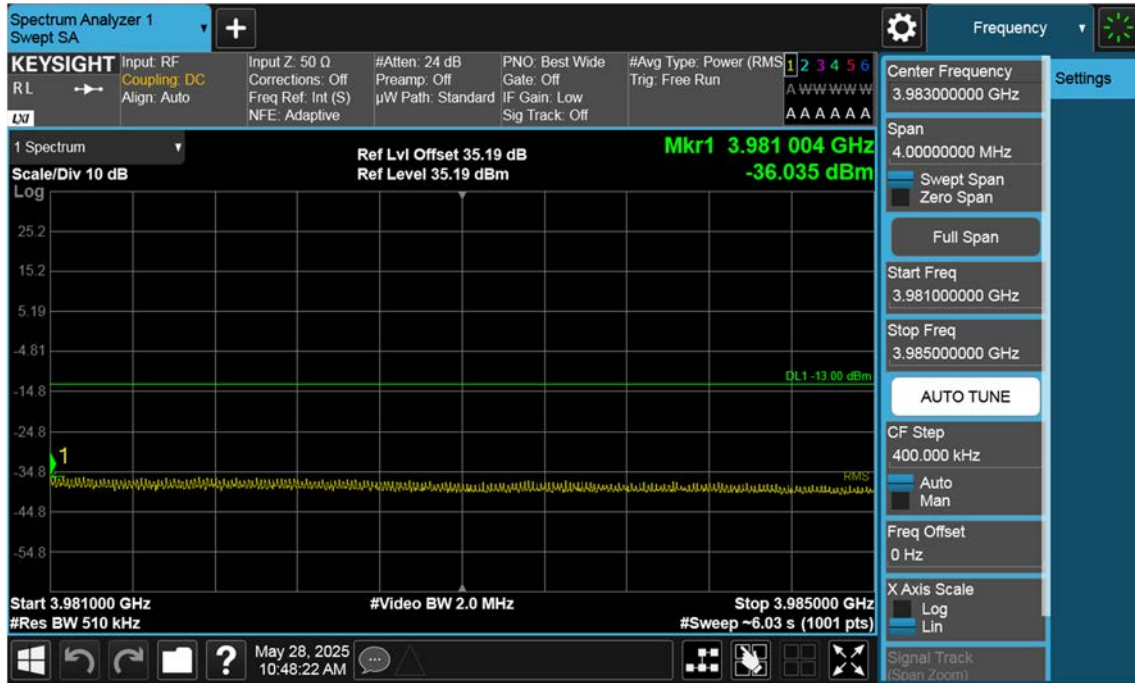 Spectrum Analyzer 1
Swept SA
Frequency
KEYSIGHT
R L
LXI
Input: RF
Coupling: DC
Align: Auto
Input Z: 50 Ω
Corrections: Off
Freq Ref: Int (S)
NFE: Adaptive
#Atten: 24 dB
Preamp: Off
µW Path: Standard
PNO: Best Wide
Gate: Off
IF Gain: Low
Sig Track: Off
#Avg Type: Power (RMS
Trig: Free Run
1 2 3 4 5 6
A W W W W W
A A A A A A
1 Spectrum
Scale/Div 10 dB
Ref Lvl Offset 35.19 dB
Ref Level 35.19 dBm
Mkr1 3.981 004 GHz
-36.035 dBm
Log
25.2
15.2
5.19
-4.81
-14.8
-24.8
-34.8
-44.8
-54.8
DL1 -13.00 dBm
1
RMS
Start 3.981000 GHz
#Res BW 510 kHz
#Video BW 2.0 MHz
Stop 3.985000 GHz
#Sweep ~6.03 s (1001 pts)
May 28, 2025
10:48:22 AM
Center Frequency
3.983000000 GHz
Settings
Span
4.00000000 MHz
Swept Span
Zero Span
Full Span
Start Freq
3.981000000 GHz
Stop Freq
3.985000000 GHz
AUTO TUNE
CF Step
400.000 kHz
Auto
Man
Freq Offset
0 Hz
X Axis Scale
Log
Lin
Signal Track
(Span Zoom)